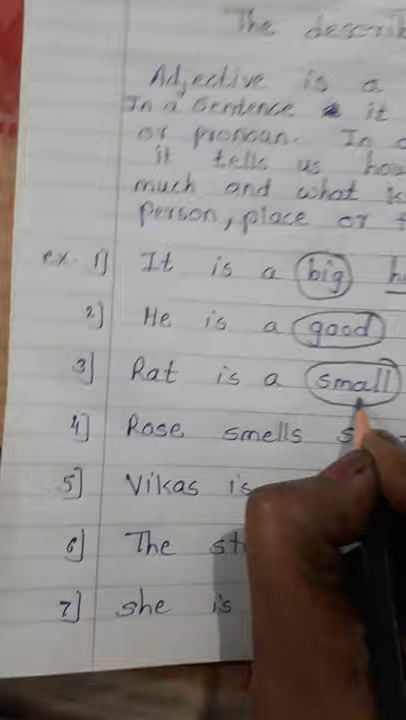 The describ
Adjective is a
In a Sentence it
or pronoun. In
it tells us how
much and what is
Person, place or
ex. 1] It is a big
2] He is a good
3] Rat is a small
4] Rose smells
5] Vikas is
6] The st
7] she is